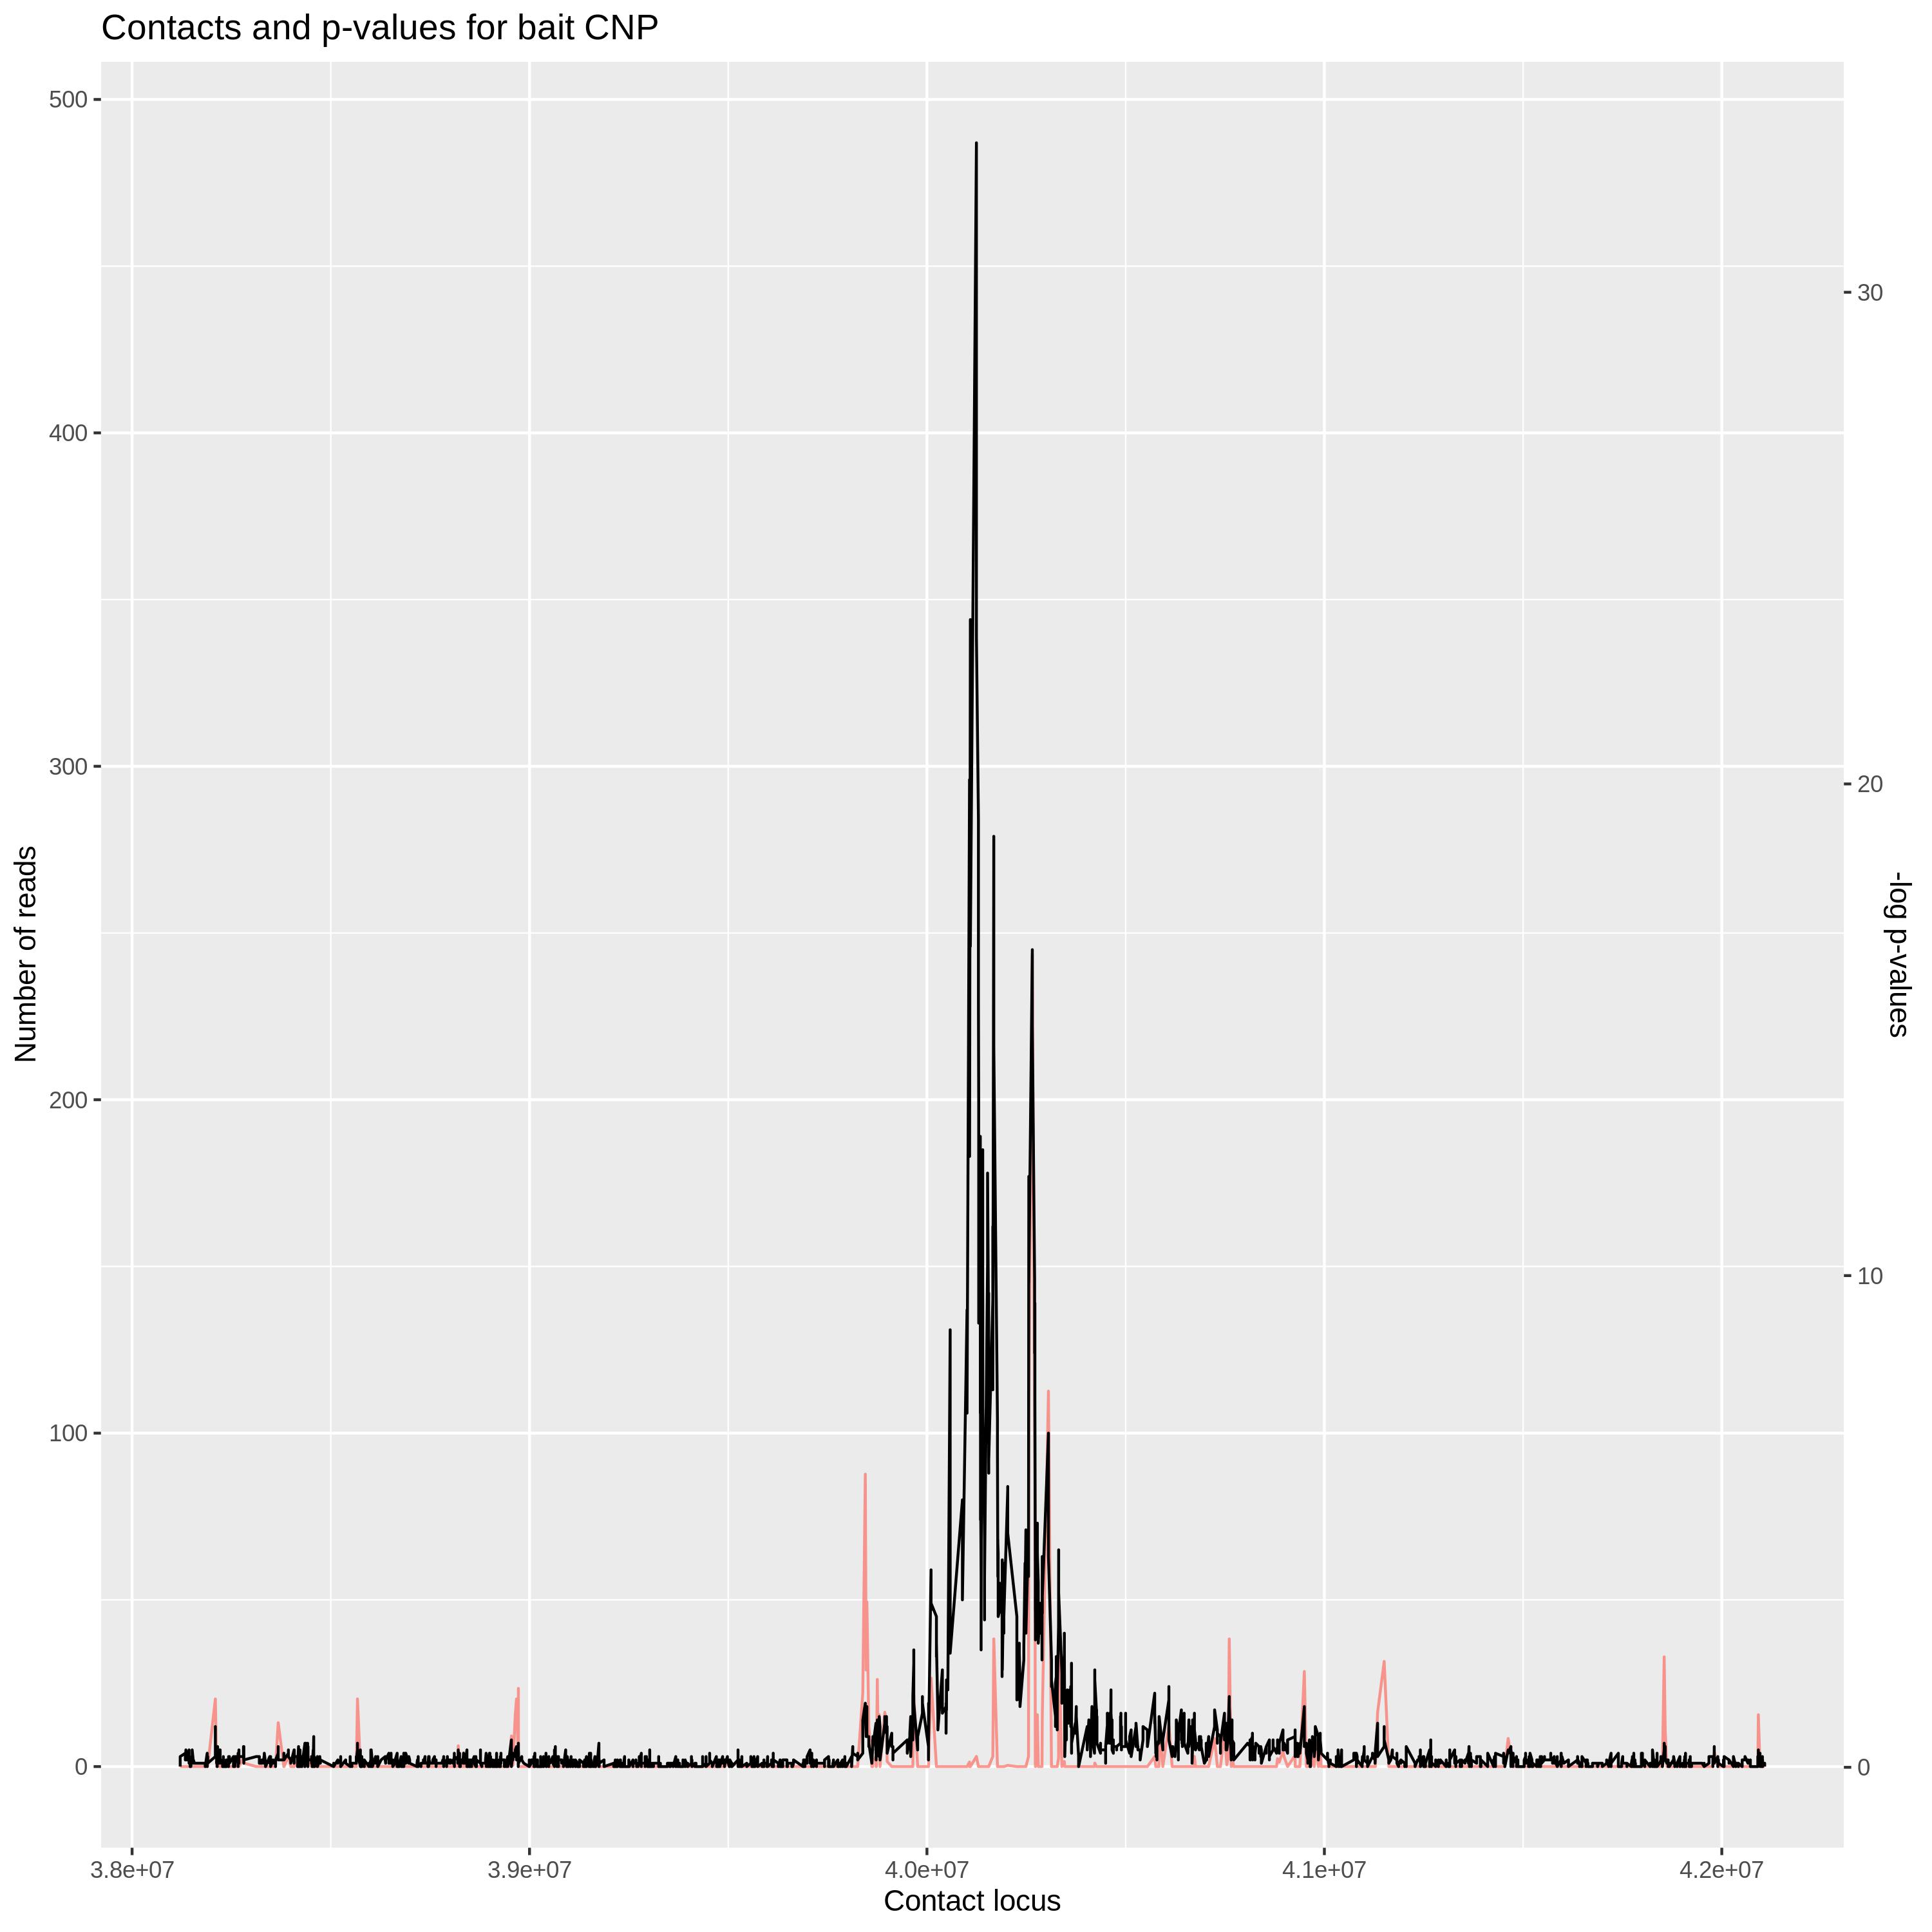 Contacts and p-values for bait CNP
500
400
300
200
100
0
Number of reads
30
20
10
0
-log p-values
3.8e+07
3.9e+07
4.0e+07
4.1e+07
4.2e+07
Contact locus